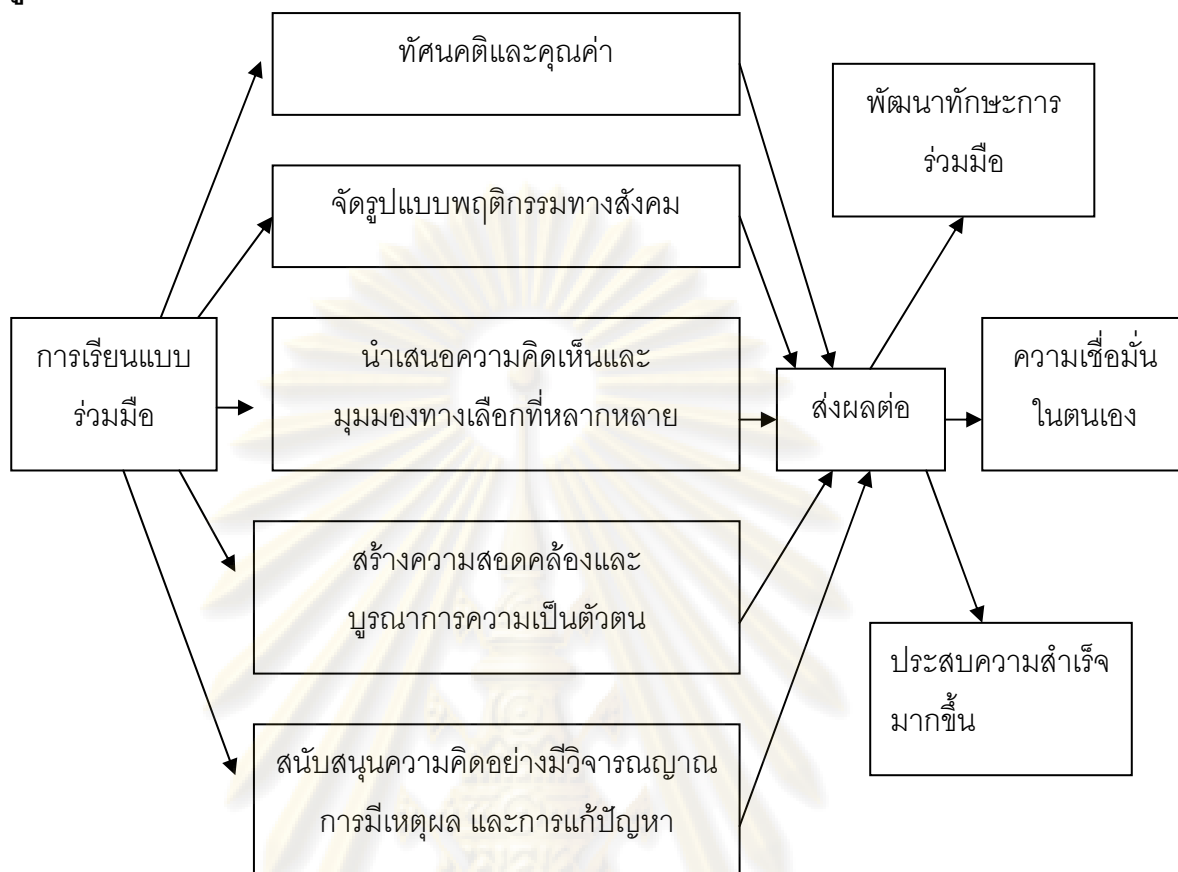 ทัศนคติและคุณค่า
พัฒนาทักษะการ
ร่วมมือ
จัดรูปแบบพฤติกรรมทางสังคม
การเรียนแบบ
ร่วมมือ
นำเสนอความคิดเห็นและ
มุมมองทางเลือกที่หลากหลาย
ส่งผลต่อ
ความเชื่อมั่น
ในตนเอง
สร้างความสอดคล้องและ
บูรณาการความเป็นตัวตน
ประสบความสำเร็จ
มากขึ้น
สนับสนุนความคิดอย่างมีวิจารณญาณ
การมีเหตุผล และการแก้ปัญหา